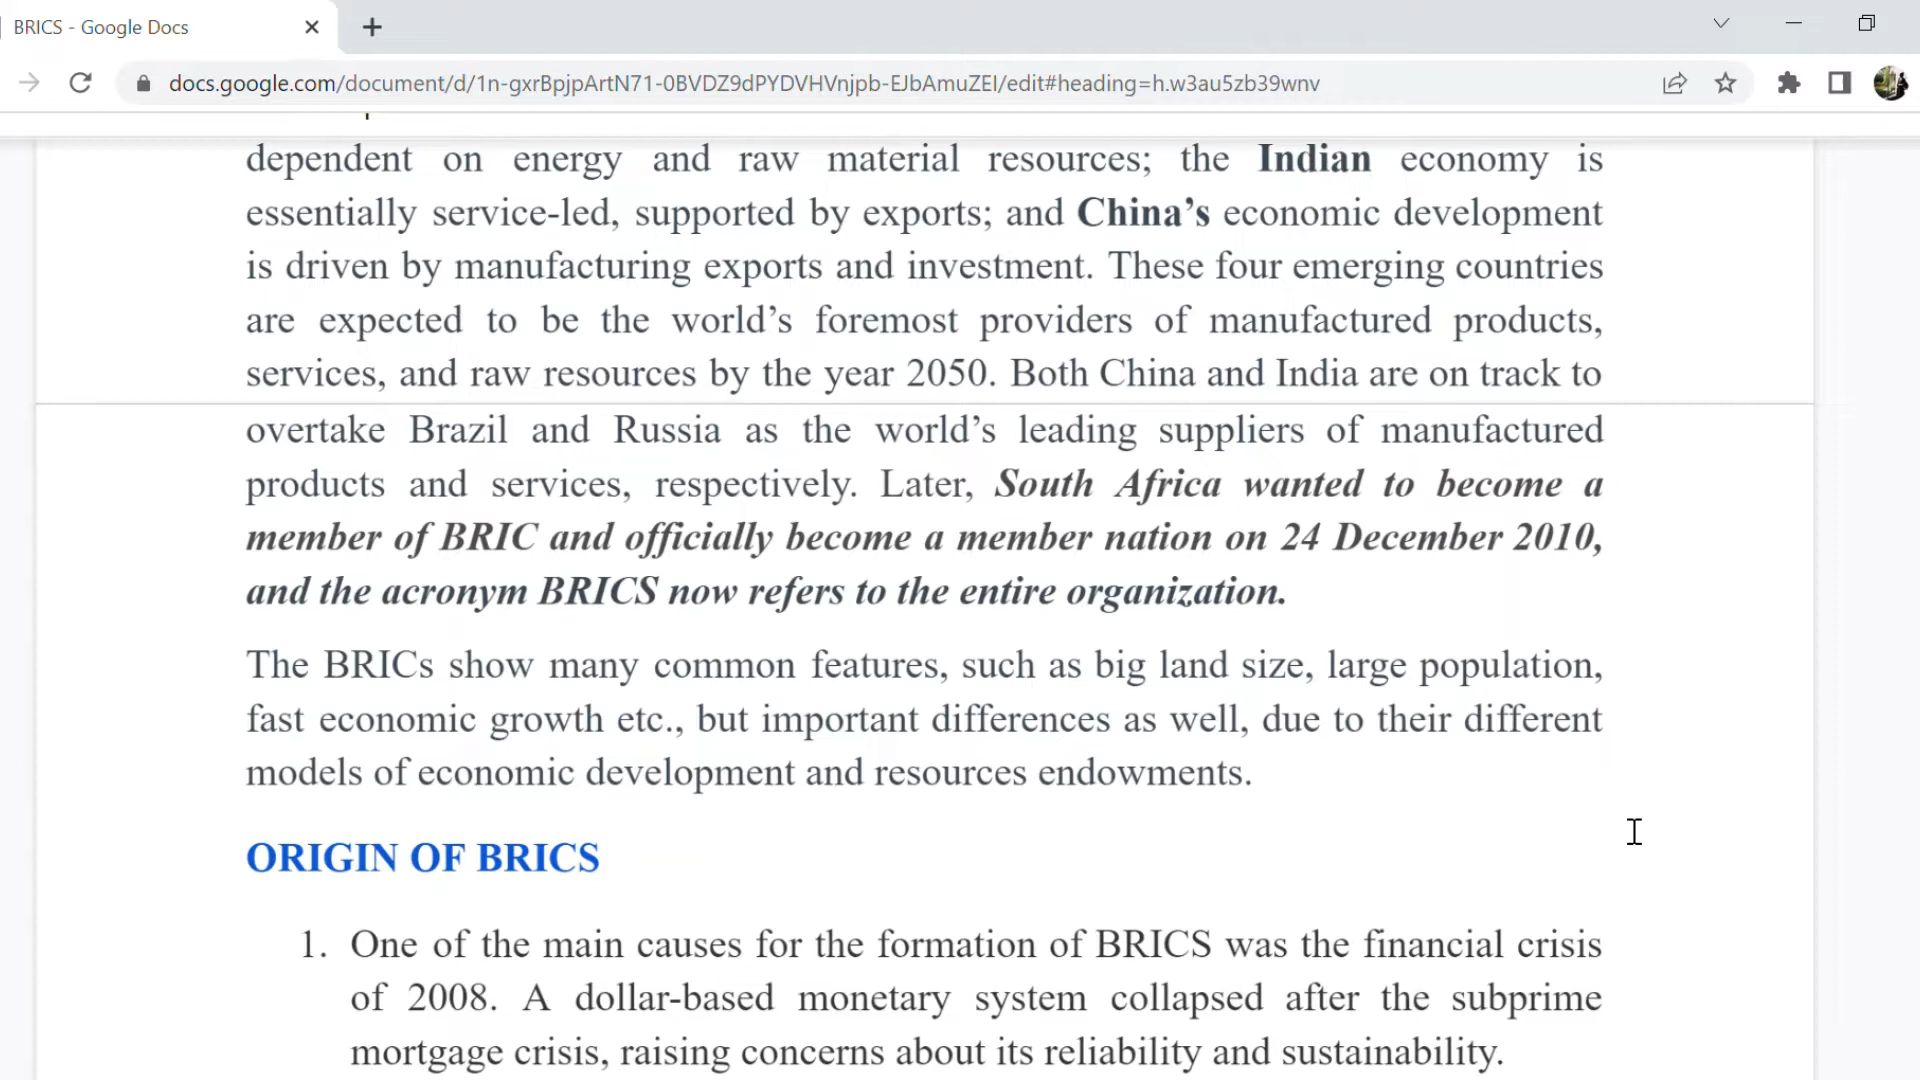 BRICS - Google Docs
docs.google.com/document/d/1n-gxrBpjpArtN71-0BVDZ9dPYDVHVnjpb-EJbAmuZEI/edit#heading=h.w3au5zb39wnv
dependent on energy and raw material resources; the Indian economy is
essentially service-led, supported by exports; and China’s economic development
is driven by manufacturing exports and investment. These four emerging countries
are expected to be the world’s foremost providers of manufactured products,
services, and raw resources by the year 2050. Both China and India are on track to
overtake Brazil and Russia as the world’s leading suppliers of manufactured
products and services, respectively. Later, South Africa wanted to become a
member of BRIC and officially become a member nation on 24 December 2010,
and the acronym BRICS now refers to the entire organization.
The BRICs show many common features, such as big land size, large population,
fast economic growth etc., but important differences as well, due to their different
models of economic development and resources endowments.
ORIGIN OF BRICS
1. One of the main causes for the formation of BRICS was the financial crisis
of 2008. A dollar-based monetary system collapsed after the subprime
mortgage crisis, raising concerns about its reliability and sustainability.